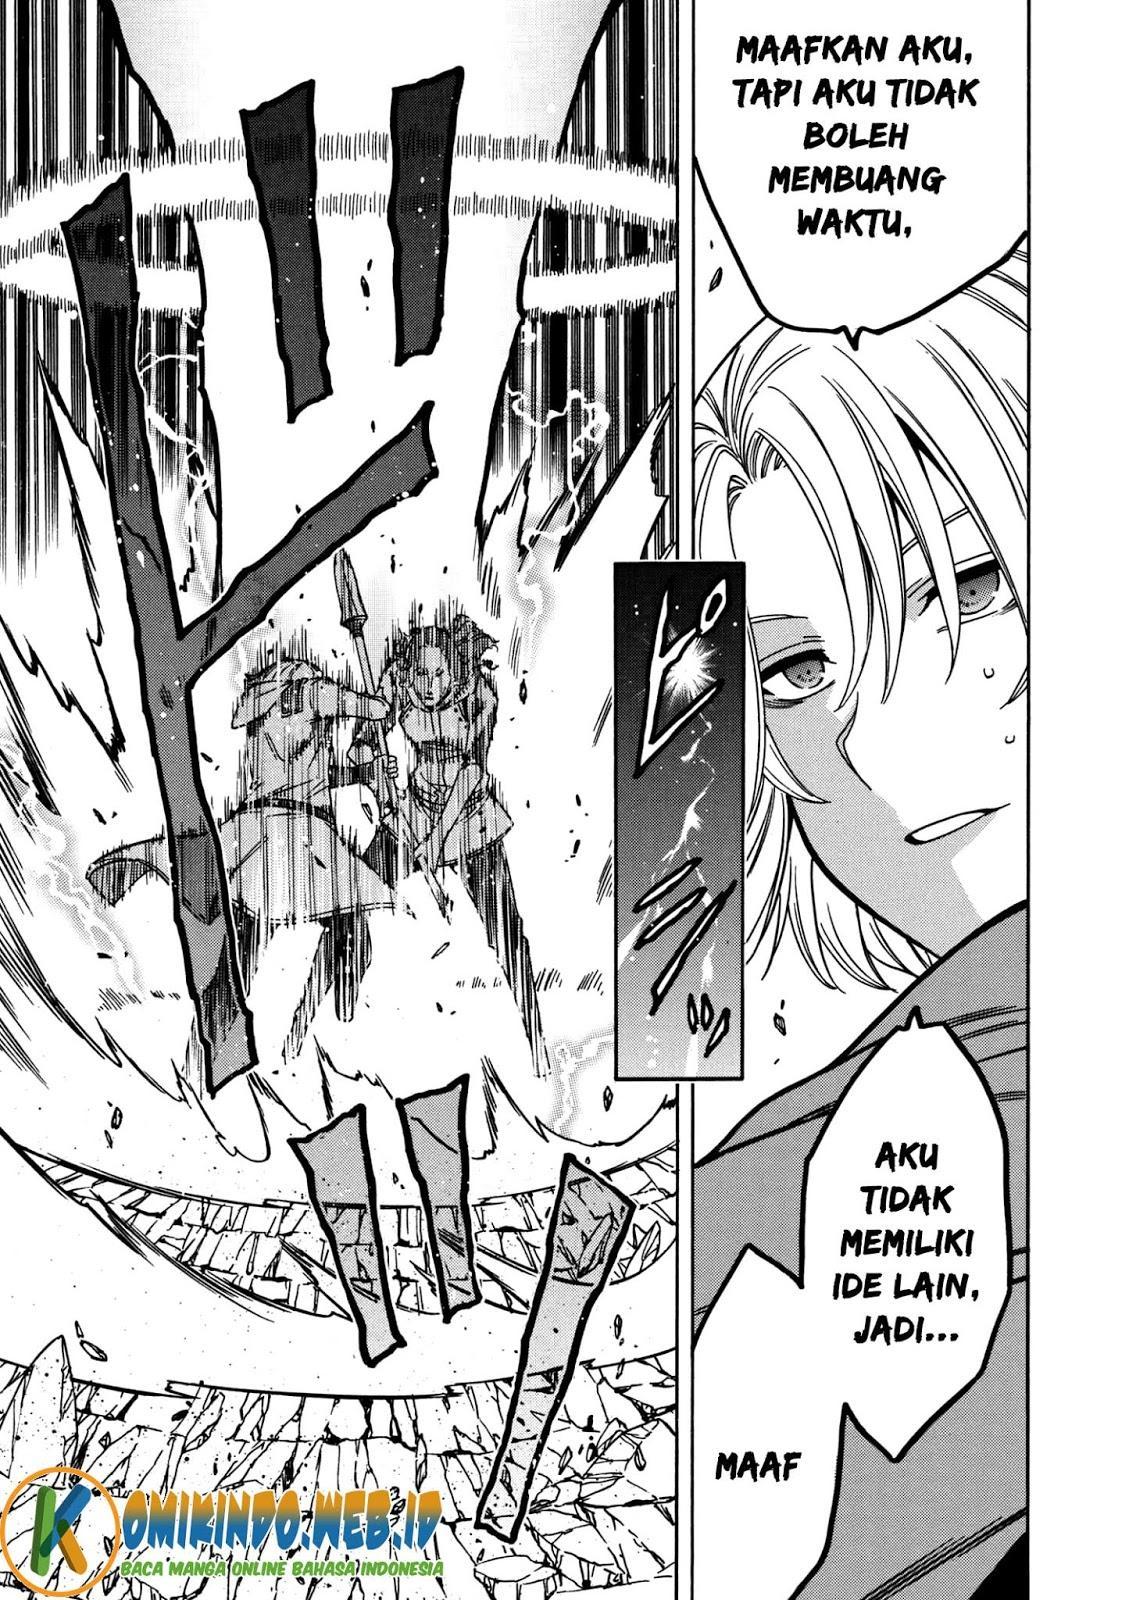 MAAFKAN AKU,
TAPI AKU TIDAK
BOLEH
MEMBUANG
WAKTU,
AKU
TIDAK
MEMILIKI
IDE LAIN,
JADI...
MAAF
KOMIKINDO.WEB.ID
BACA MANGA ONLINE BAHASA INDONESIA